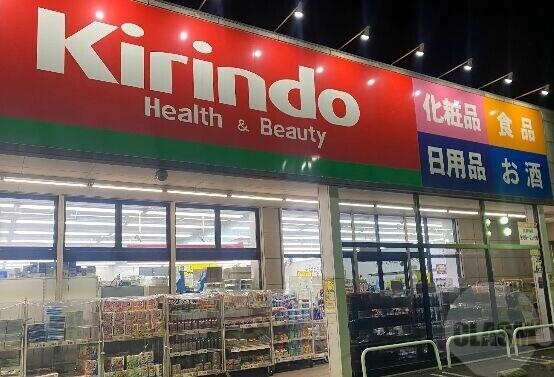 Kirindo
Health & Beauty
化粧品
食品
日用品
お酒